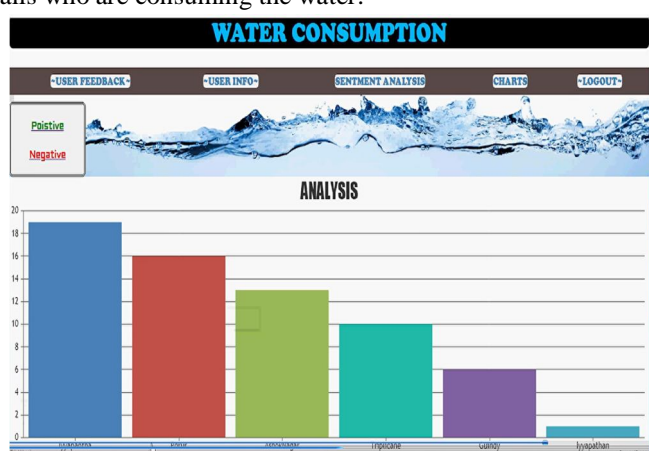 who are consuming the water.
WATER CONSUMPTION
~USER FEEDBACK~ ~USER INFO~ SENTMENT ANALYSIS CHARTS ~LOGOUT~
Poistive
Negative
ANALYSIS
20
18
16
14
12
10
8
6
4
2
0
Triplicane Guindy Iyyapathan